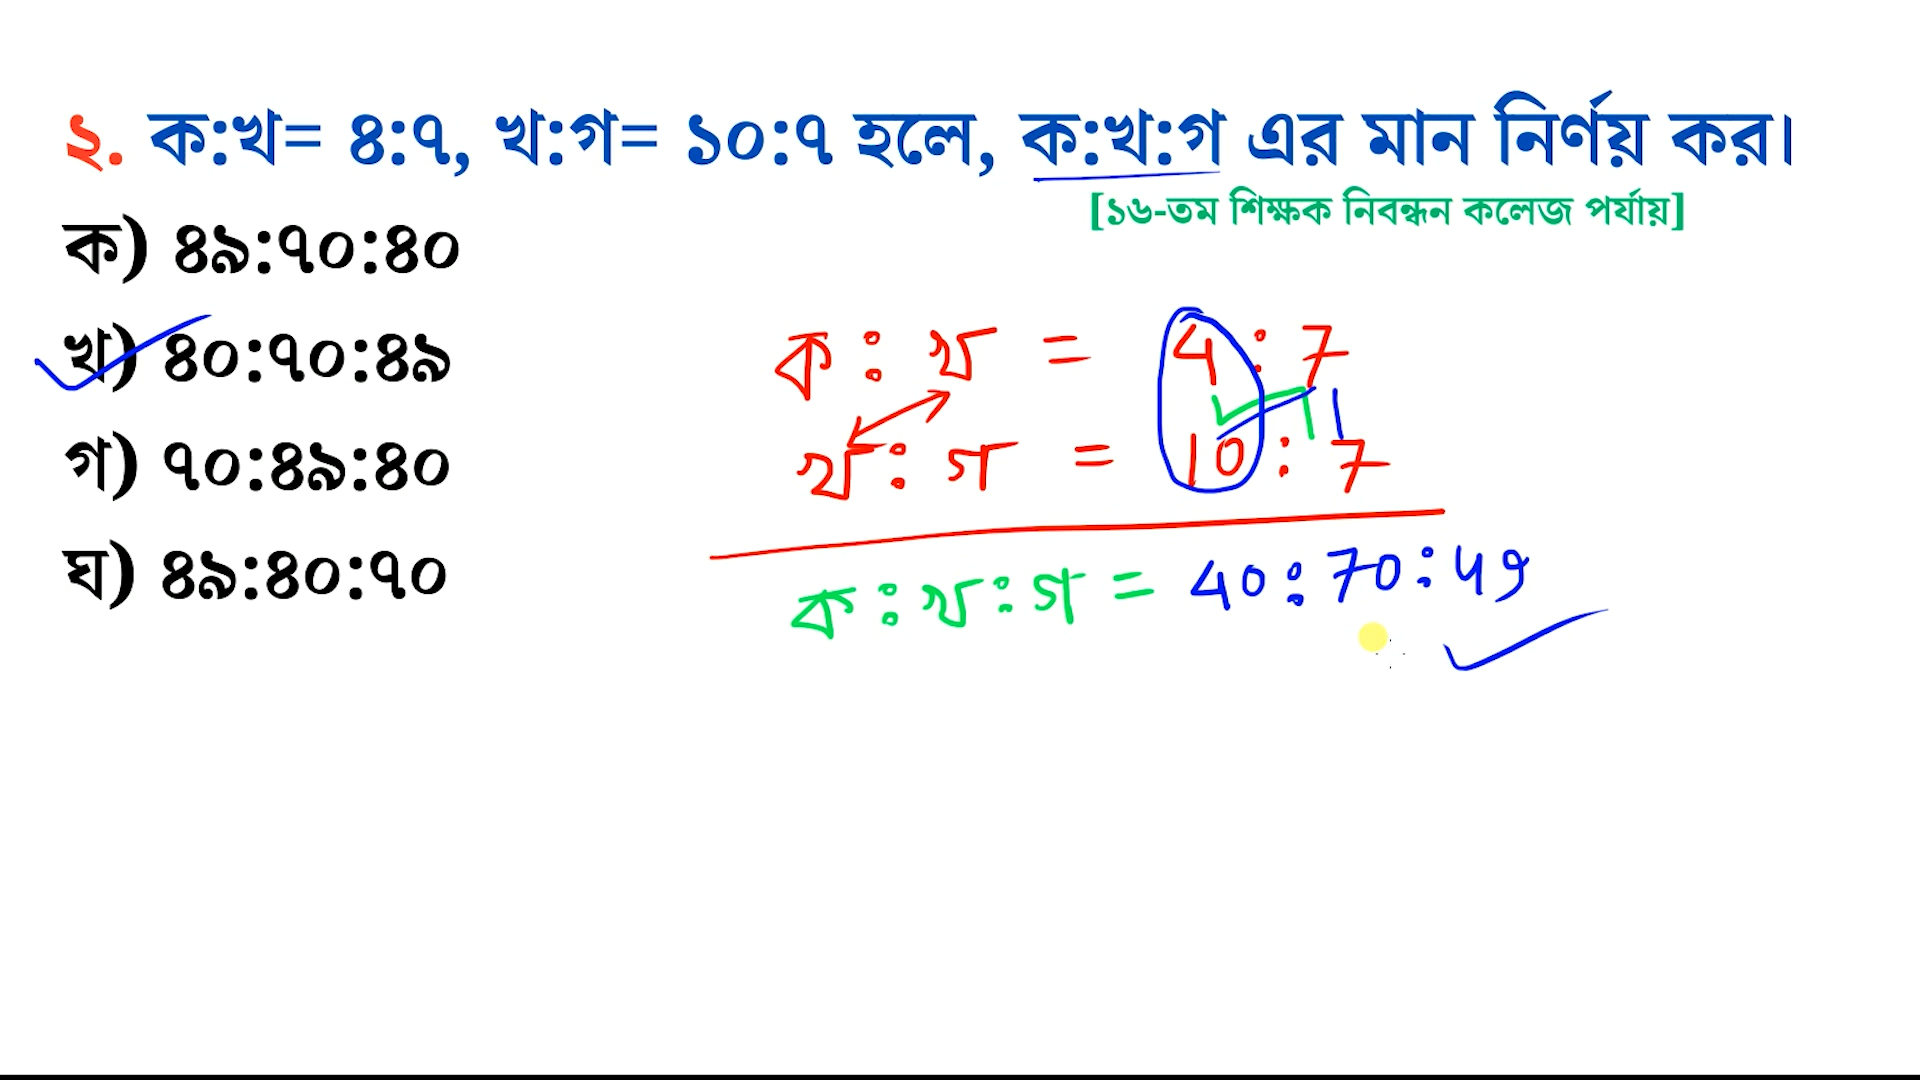 ২. ক:খ= ৪:৭, খ:গ= ১০:৭ হলে, ক:খ:গ এর মান নির্ণয় কর।
[১৬-তম শিক্ষক নিবন্ধন কলেজ পর্যায়]
ক) ৪৯:৭০:৪০
খ) ৪০:৭০:৪৯
গ) ৭০:৪৯:৪০
ঘ) ৪৯:৪০:৭০
ক : খ = 4 : 7
খ : গ = 10 : 7
ক : খ : গ = 40 : 70 : 49